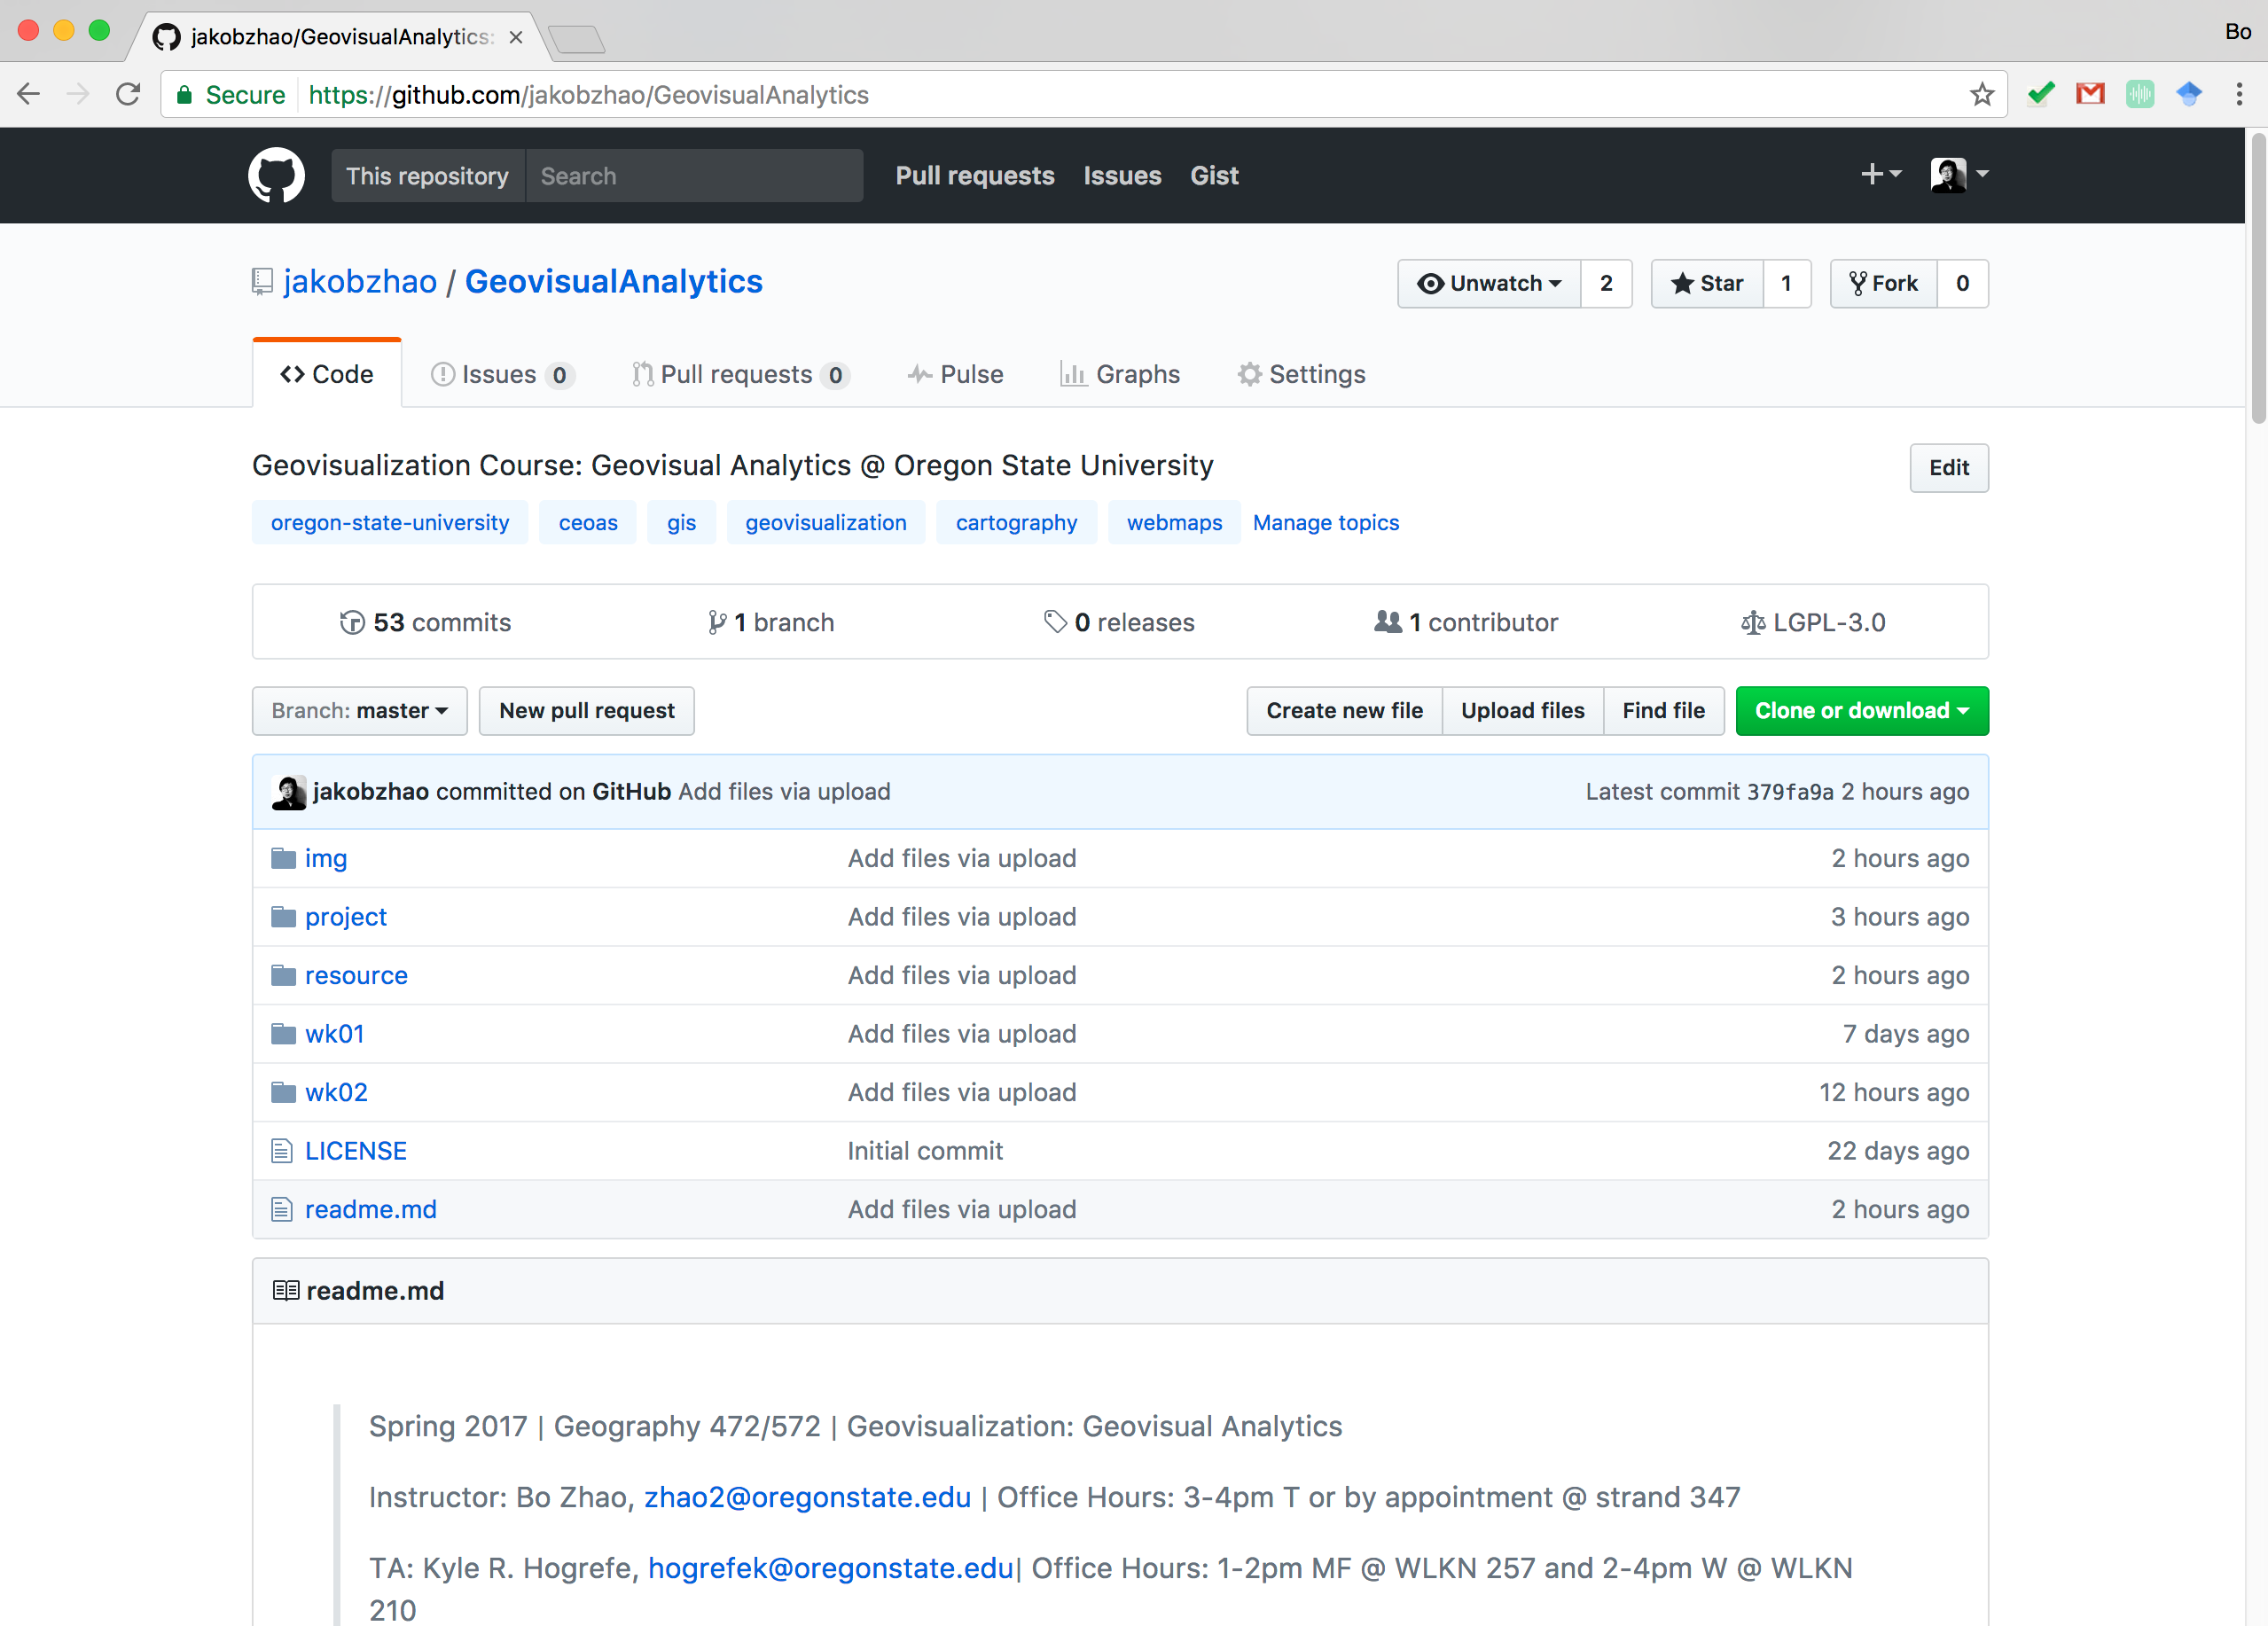 jakobzhao/GeovisualAnalytics: Bo
Secure https://github.com/jakobzhao/GeovisualAnalytics
This repository Search Pull requests Issues Gist
jakobzhao / GeovisualAnalytics Unwatch 2 Star 1 Fork 0
Code Issues 0 Pull requests 0 Pulse Graphs Settings
Geovisualization Course: Geovisual Analytics @ Oregon State University Edit
oregon-state-university ceoas gis geovisualization cartography webmaps Manage topics
53 commits 1 branch 0 releases 1 contributor LGPL-3.0
Branch: master New pull request Create new file Upload files Find file Clone or download
jakobzhao committed on GitHub Add files via upload Latest commit 379fa9a 2 hours ago
img Add files via upload 2 hours ago
project Add files via upload 3 hours ago
resource Add files via upload 2 hours ago
wk01 Add files via upload 7 days ago
wk02 Add files via upload 12 hours ago
LICENSE Initial commit 22 days ago
readme.md Add files via upload 2 hours ago
readme.md
Spring 2017 | Geography 472/572 | Geovisualization: Geovisual Analytics
Instructor: Bo Zhao, zhao2@oregonstate.edu | Office Hours: 3-4pm T or by appointment @ strand 347
TA: Kyle R. Hogrefe, hogrefek@oregonstate.edu| Office Hours: 1-2pm MF @ WLKN 257 and 2-4pm W @ WLKN
210